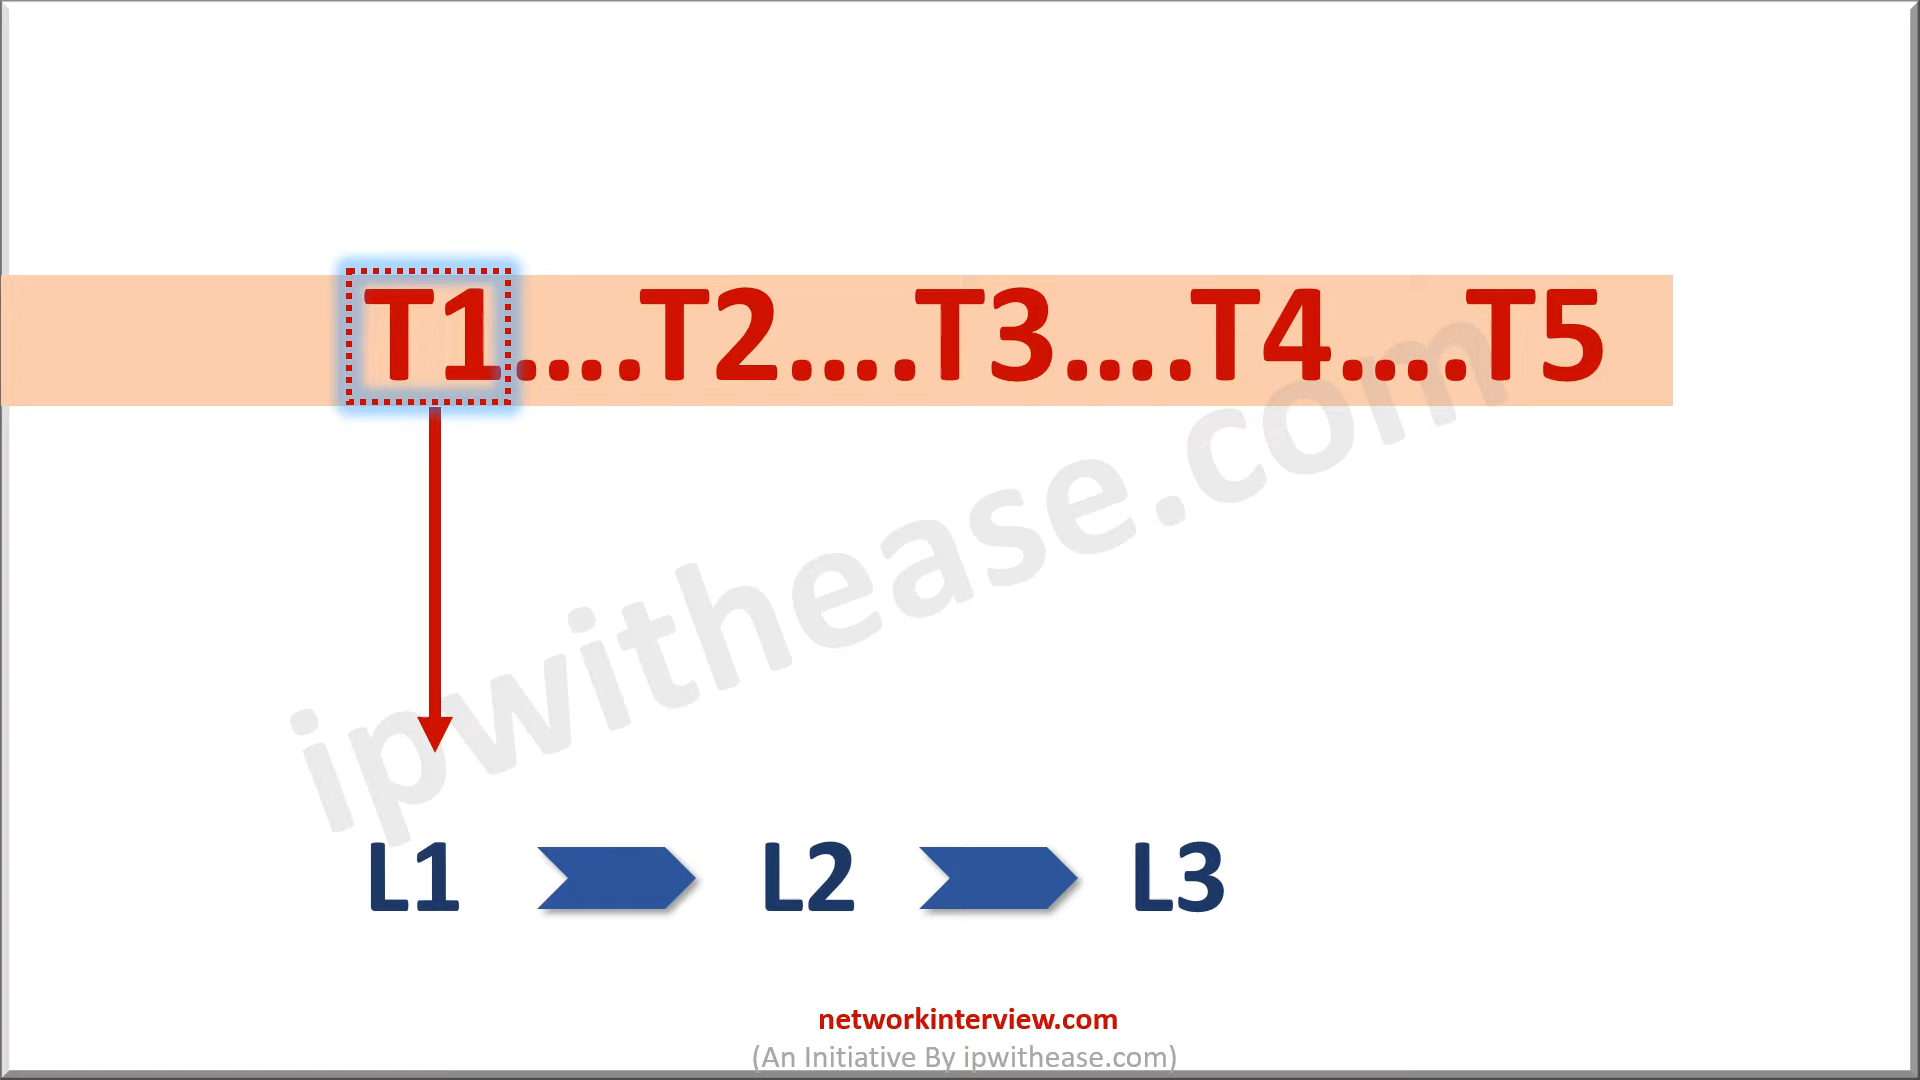 T1....T2....T3....T4....T5
ipwithease.com
L1 L2 L3
networkinterview.com
(An Initiative By ipwithease.com)